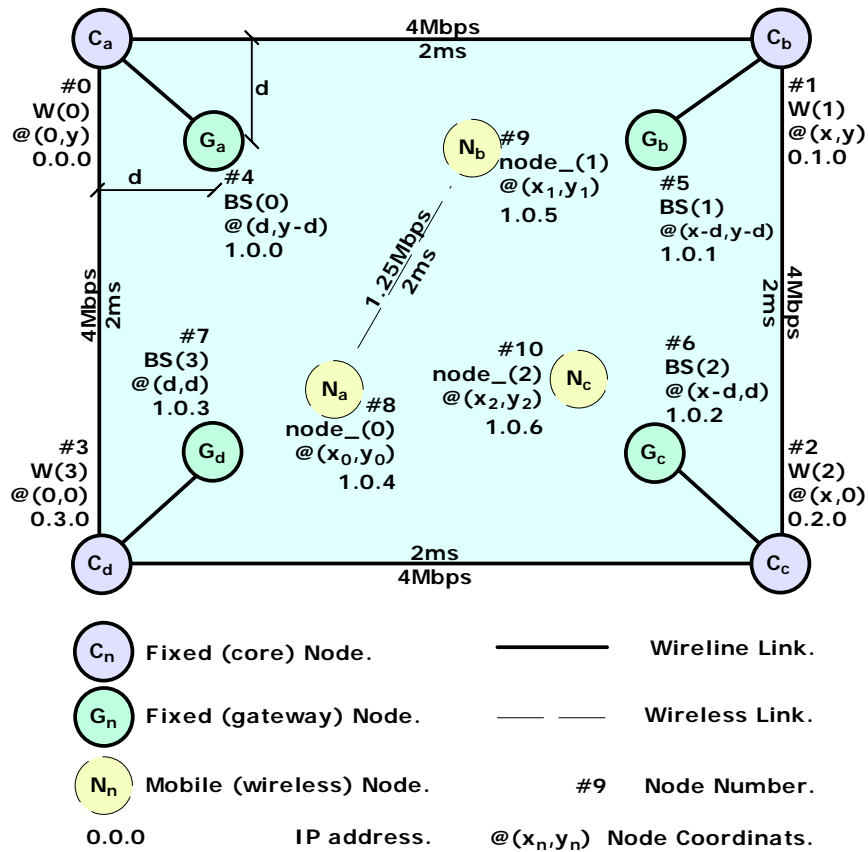 Ca
4Mbps
2ms
Cb
#0
W(0)
@(0,y)
0.0.0
d
#1
W(1)
@(x,y)
0.1.0
Ga
d
#4
BS(0)
@(d,y-d)
1.0.0
Nb
#9
node_(1)
@(x1,y1)
1.0.5
Gb
#5
BS(1)
@(x-d,y-d)
1.0.1
1.25Mbps
2ms
4Mbps
2ms
4Mbps
2ms
#7
BS(3)
@(d,d)
1.0.3
Na
#8
node_(0)
@(x0,y0)
1.0.4
#10
node_(2)
@(x2,y2)
1.0.6
Nc
#6
BS(2)
@(x-d,d)
1.0.2
#3
W(3)
@(0,0)
0.3.0
Gd
Gc
#2
W(2)
@(x,0)
0.2.0
Cd
2ms
4Mbps
Cc
Cn Fixed (core) Node.
Wireline Link.
Gn Fixed (gateway) Node.
Wireless Link.
Nn Mobile (wireless) Node.
#9 Node Number.
0.0.0 IP address.
@(xn,yn) Node Coordinats.